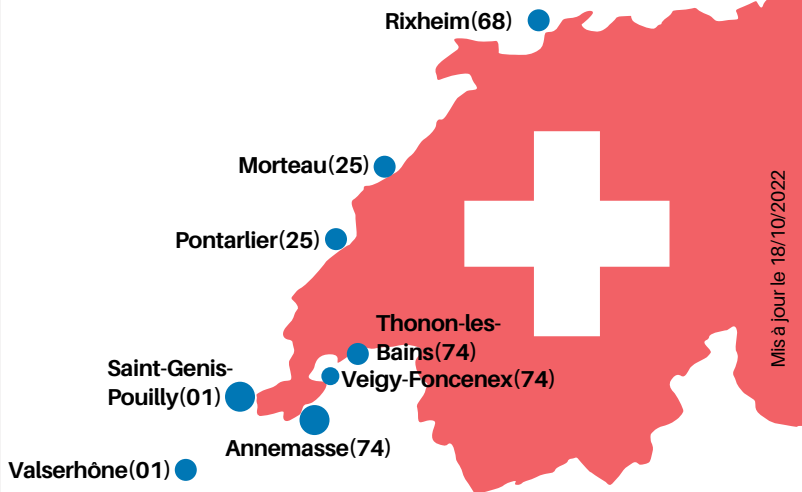 Rixheim(68)
Morteau(25)
Pontarlier(25)
Thonon-les-
Bains(74)
Saint-Genis-
Pouilly(01)
Veigy-Foncenex(74)
Annemasse(74)
Valserhône(01)
Mis à jour le 18/10/2022